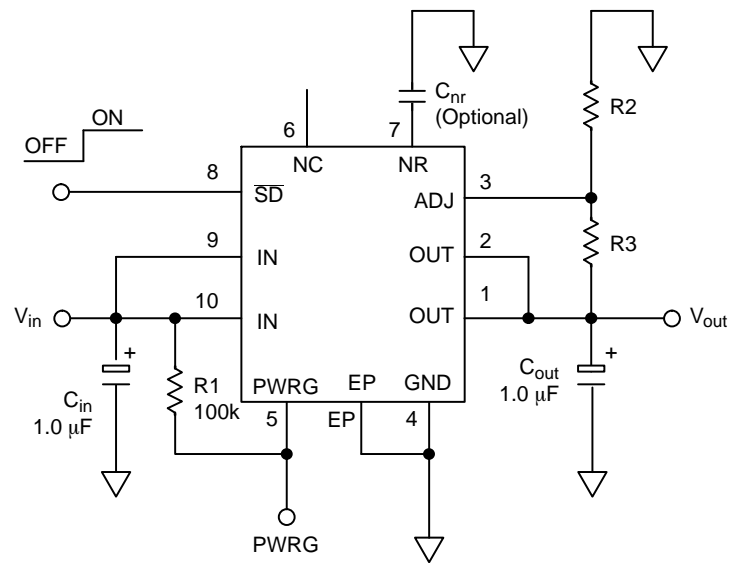 C_nr
(Optional)
R2
6
7
ON
OFF
NC
NR
8
SD
3
ADJ
9
IN
2
OUT
R3
10
IN
1
OUT
V_in
V_out
+
+
C_in
1.0 µF
R1
100k
PWRG
EP
GND
C_out
1.0 µF
5
EP
4
PWRG